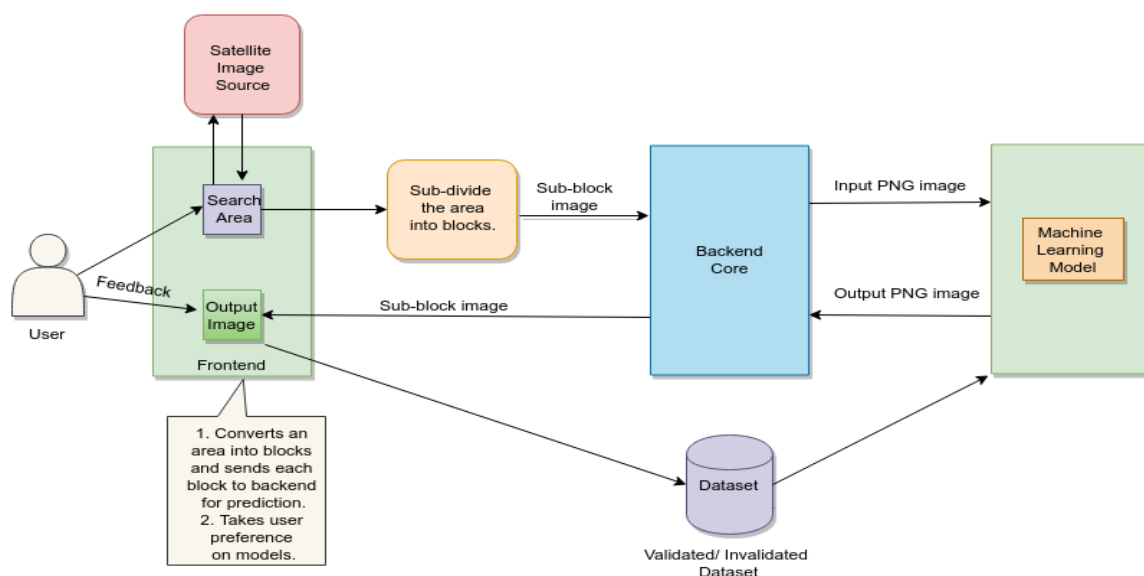 Satellite
Image
Source
Search
Area
Sub-divide
the area
into blocks.
Sub-block
image
Backend
Core
Input PNG image
Machine
Learning
Model
Output PNG image
Feedback
User
Output
Image
Sub-block image
Frontend
1. Converts an
area into blocks
and sends each
block to backend
for prediction.
2. Takes user
preference
on models.
Dataset
Validated/ Invalidated
Dataset